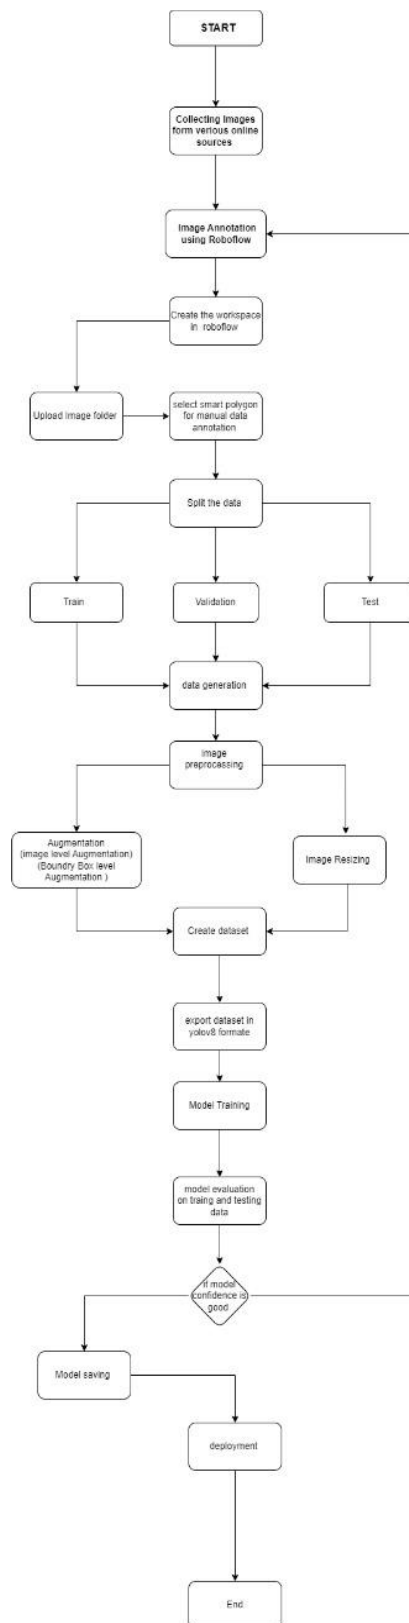 START
Collecting Images
form verious online
sources
Image Annotation
using Roboflow
Create the workspace
in roboflow
Upload image folder
select smart polygon
for manual data
annotation
Split the data
Train
Validation
Test
data generation
image
preprocessing
Augmentation
(image level Augmentation)
(Boundry Box level
Augmentation )
Image Resizing
Create dataset
export dataset in
yolov8 formate
Model Training
model evaluation
on traing and testing
data
if model
confidence is
good
Model saving
deployment
End